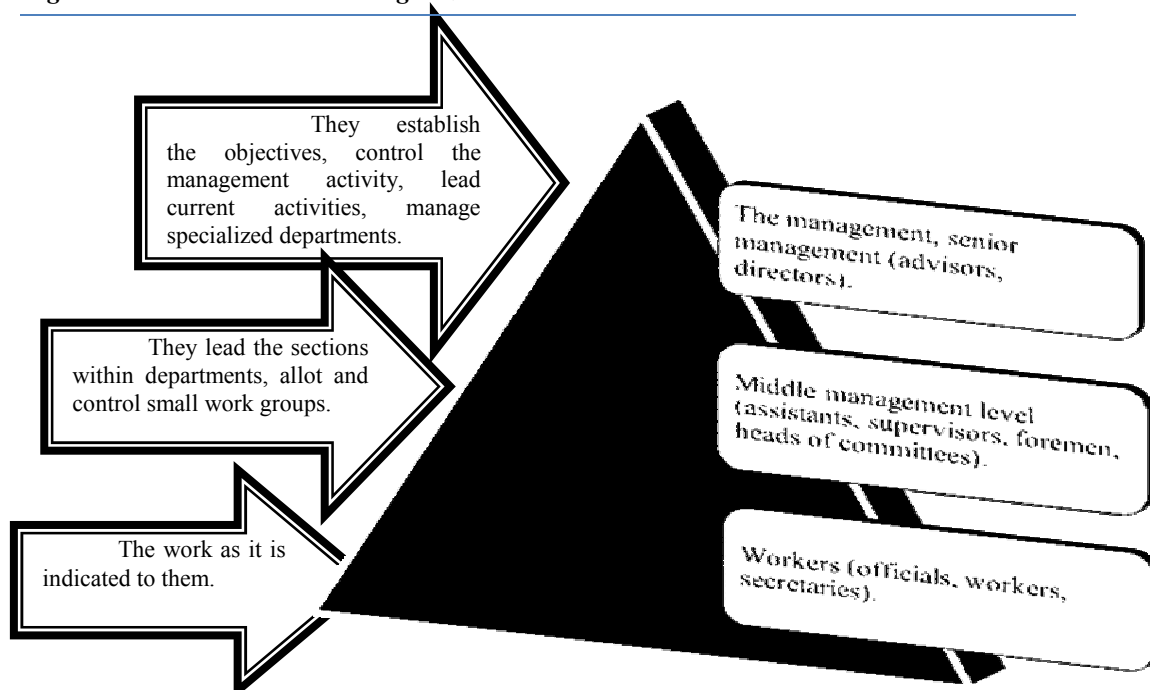 They establish
the objectives, control the
management activity, lead
current activities, manage
specialized departments.
The management, senior
management (advisors,
directors).
They lead the sections
within departments, allot and
control small work groups.
Middle management level
(assistants, supervisors, foremen,
heads of committees).
The work as it is
indicated to them.
Workers (officials, workers,
secretaries).